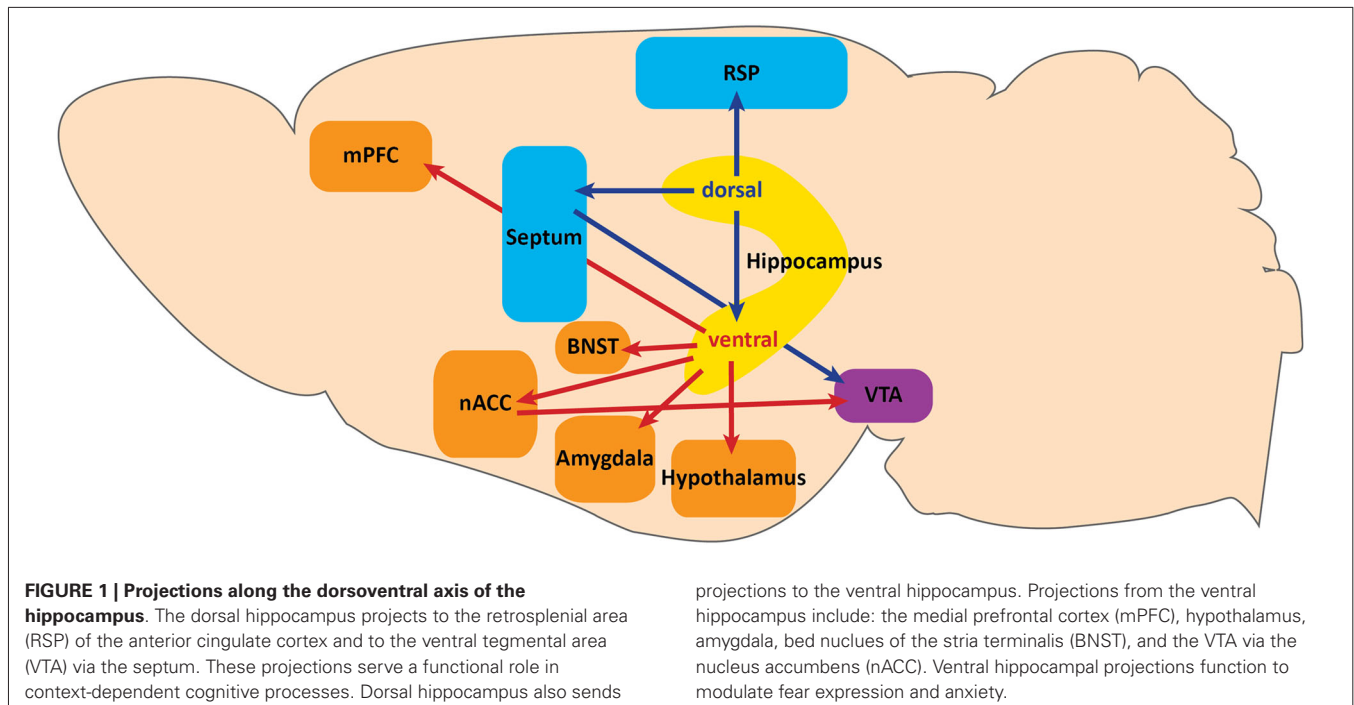 RSP
mPFC
dorsal
Septum
Hippocampus
ventral
BNST
VTA
nACC
Amygdala
Hypothalamus
FIGURE 1 | Projections along the dorsoventral axis of the
hippocampus. The dorsal hippocampus projects to the retrosplenial area
(RSP) of the anterior cingulate cortex and to the ventral tegmental area
(VTA) via the septum. These projections serve a functional role in
context-dependent cognitive processes. Dorsal hippocampus also sends
projections to the ventral hippocampus. Projections from the ventral
hippocampus include: the medial prefrontal cortex (mPFC), hypothalamus,
amygdala, bed nuclues of the stria terminalis (BNST), and the VTA via the
nucleus accumbens (nACC). Ventral hippocampal projections function to
modulate fear expression and anxiety.